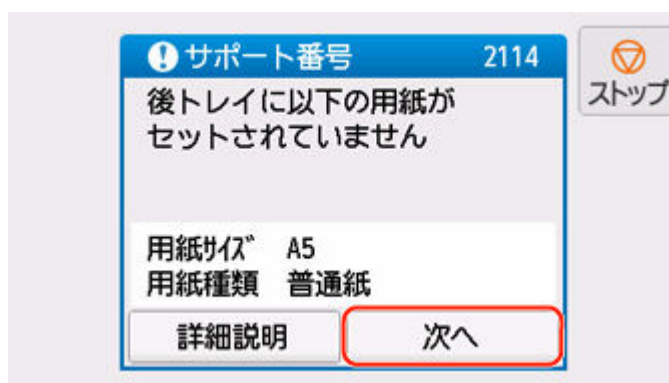 サポート番号 2114
ストップ
後トレイに以下の用紙が
セットされていません
用紙サイズ A5
用紙種類 普通紙
詳細説明 次へ